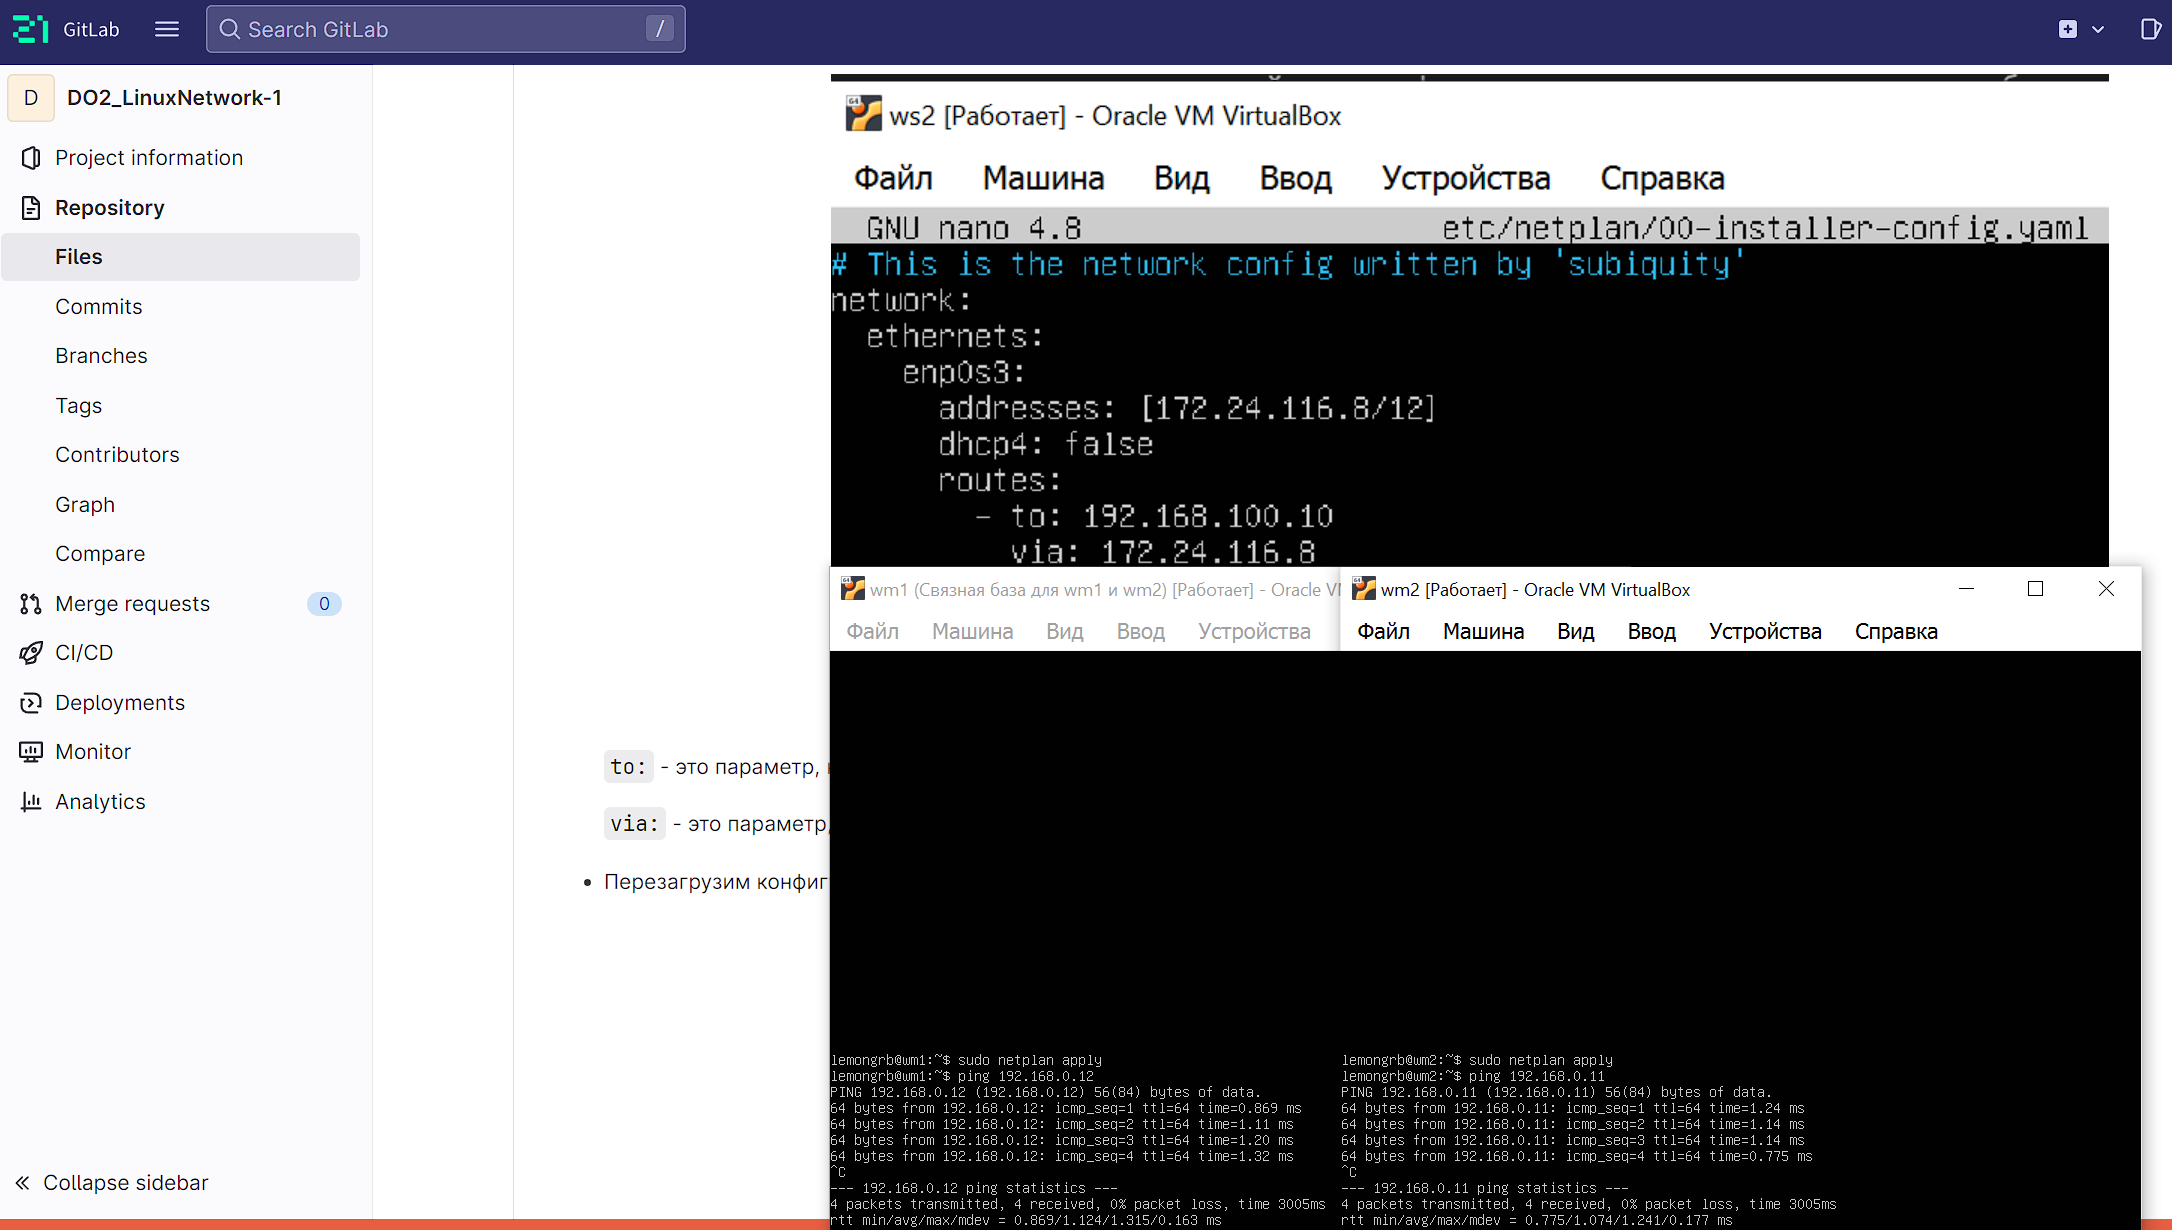 GitLab
Search GitLab
/
D
DO2_LinuxNetwork-1
Project information
Repository
Files
Commits
Branches
Tags
Contributors
Graph
Compare
Merge requests
0
CI/CD
Deployments
Monitor
Analytics
Collapse sidebar
ws2 [Работает] - Oracle VM VirtualBox
Файл Машина Вид Ввод Устройства Справка
GNU nano 4.8 etc/netplan/00-installer-config.yaml
# This is the network config written by 'subiquity'
network:
ethernets:
enp0s3:
addresses: [172.24.116.8/12]
dhcp4: false
routes:
- to: 192.168.100.10
via: 172.24.116.8
to: - это параметр,
via: - это параметр,
• Перезагрузим конфиг
wm1 (Связная база для wm1 и wm2) [Работает] - Oracle VM
Файл Машина Вид Ввод Устройства
lemongrb@wm1:~$ sudo netplan apply
lemongrb@wm1:~$ ping 192.168.0.12
PING 192.168.0.12 (192.168.0.12) 56(84) bytes of data.
64 bytes from 192.168.0.12: icmp_seq=1 ttl=64 time=0.869 ms
64 bytes from 192.168.0.12: icmp_seq=2 ttl=64 time=1.11 ms
64 bytes from 192.168.0.12: icmp_seq=3 ttl=64 time=1.20 ms
64 bytes from 192.168.0.12: icmp_seq=4 ttl=64 time=1.32 ms
^C
--- 192.168.0.12 ping statistics ---
4 packets transmitted, 4 received, 0% packet loss, time 3005ms
rtt min/avg/max/mdev = 0.869/1.124/1.315/0.163 ms
wm2 [Работает] - Oracle VM VirtualBox
Файл Машина Вид Ввод Устройства Справка
lemongrb@wm2:~$ sudo netplan apply
lemongrb@wm2:~$ ping 192.168.0.11
PING 192.168.0.11 (192.168.0.11) 56(84) bytes of data.
64 bytes from 192.168.0.11: icmp_seq=1 ttl=64 time=1.24 ms
64 bytes from 192.168.0.11: icmp_seq=2 ttl=64 time=1.14 ms
64 bytes from 192.168.0.11: icmp_seq=3 ttl=64 time=1.14 ms
64 bytes from 192.168.0.11: icmp_seq=4 ttl=64 time=0.775 ms
^C
--- 192.168.0.11 ping statistics ---
4 packets transmitted, 4 received, 0% packet loss, time 3005ms
rtt min/avg/max/mdev = 0.775/1.074/1.241/0.177 ms